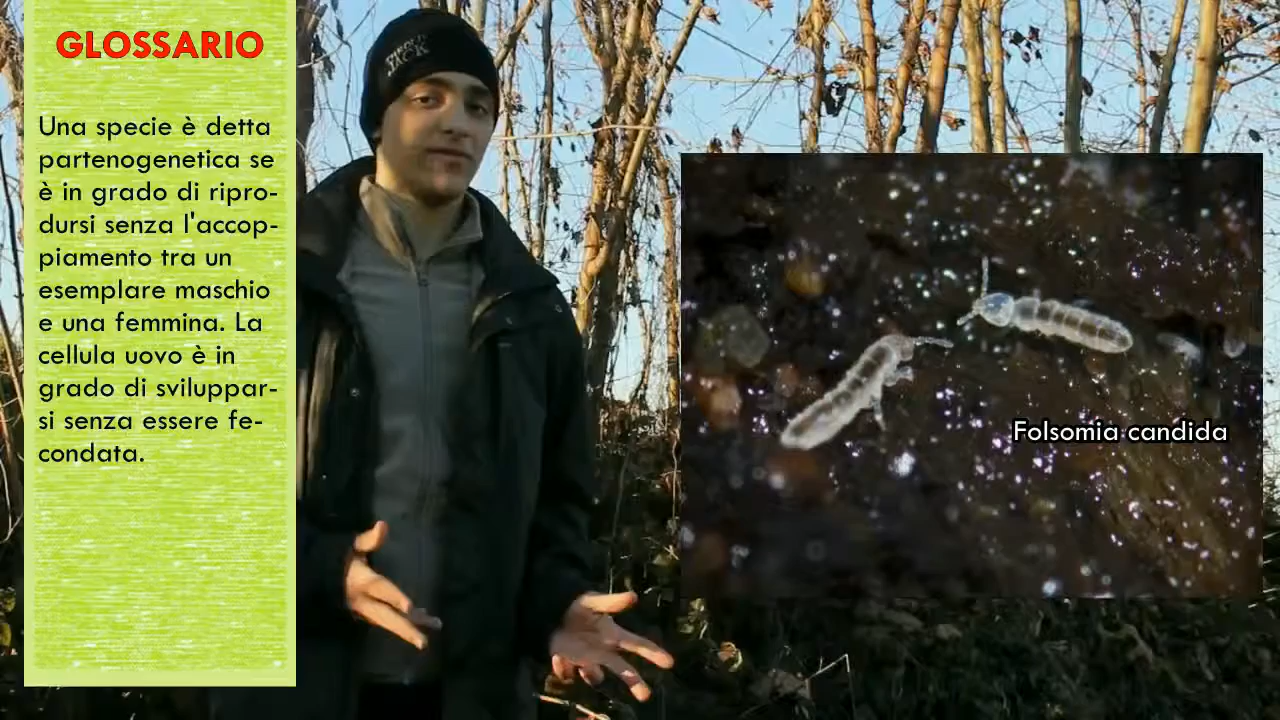 GLOSSARIO
Una specie è detta
partenogenetica se
è in grado di ripro-
dursi senza l'accop-
piamento tra un
esemplare maschio
e una femmina. La
cellula uovo è in
grado di sviluppar-
si senza essere fe-
condata.
Folsomia candida